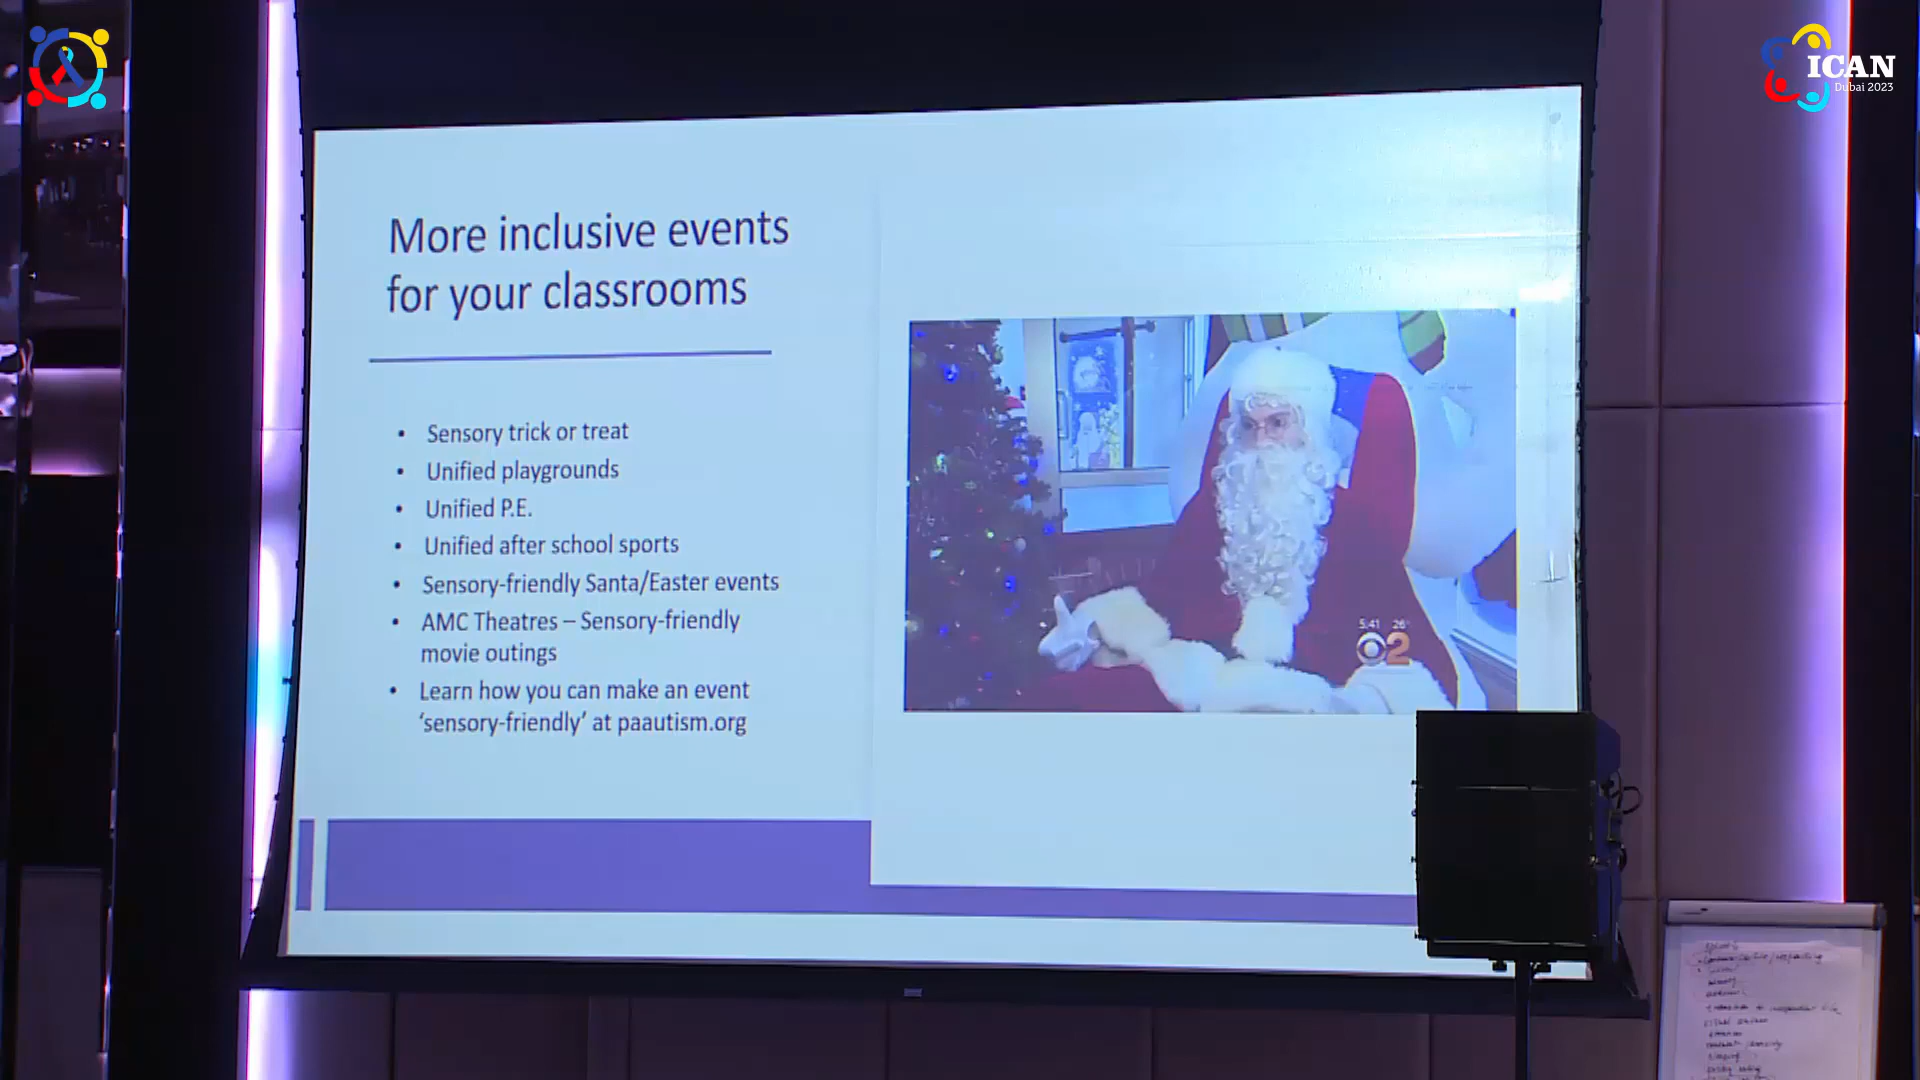 ICAN
Dubai 2023
More inclusive events
for your classrooms
• Sensory trick or treat
• Unified playgrounds
• Unified P.E.
• Unified after school sports
• Sensory-friendly Santa/Easter events
• AMC Theatres – Sensory-friendly
movie outings
• Learn how you can make an event
‘sensory-friendly’ at paautism.org
5:41 26°
2